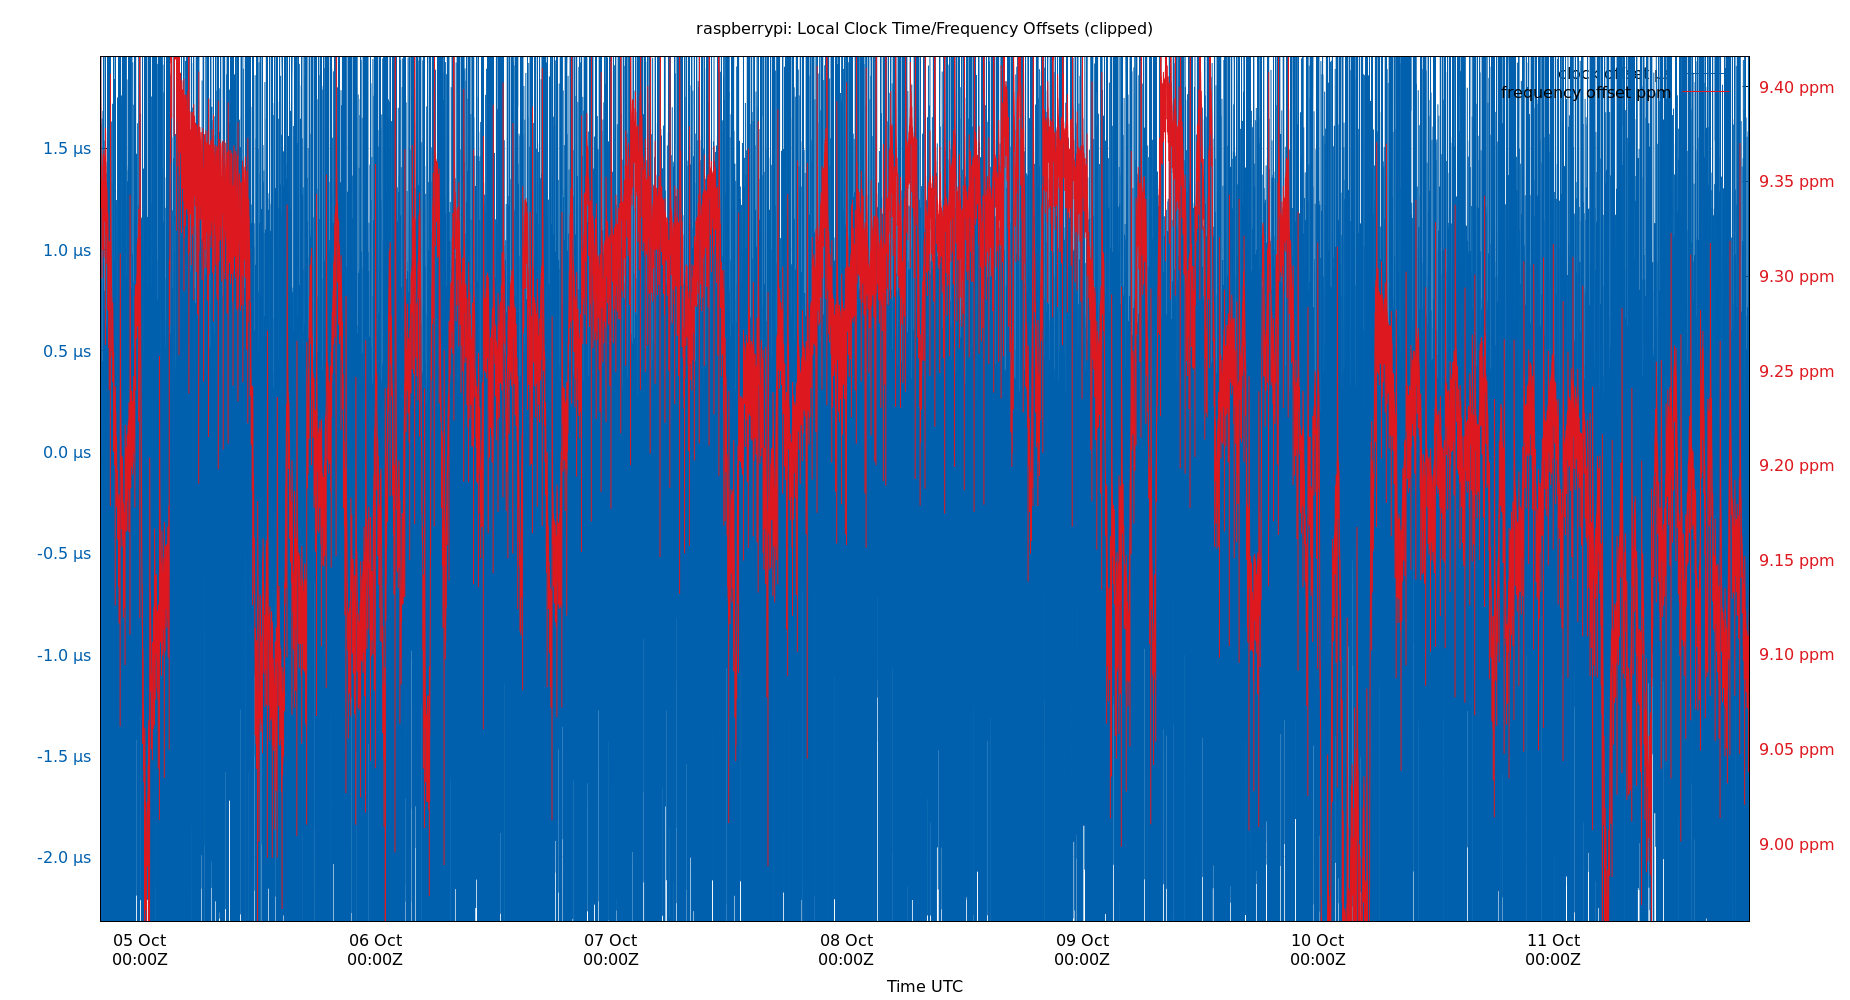 raspberrypi: Local Clock Time/Frequency Offsets (clipped)
clock offset µs
frequency offset ppm
1.5 µs
1.0 µs
0.5 µs
0.0 µs
-0.5 µs
-1.0 µs
-1.5 µs
-2.0 µs
9.40 ppm
9.35 ppm
9.30 ppm
9.25 ppm
9.20 ppm
9.15 ppm
9.10 ppm
9.05 ppm
9.00 ppm
05 Oct
00:00Z
06 Oct
00:00Z
07 Oct
00:00Z
08 Oct
00:00Z
09 Oct
00:00Z
10 Oct
00:00Z
11 Oct
00:00Z
Time UTC